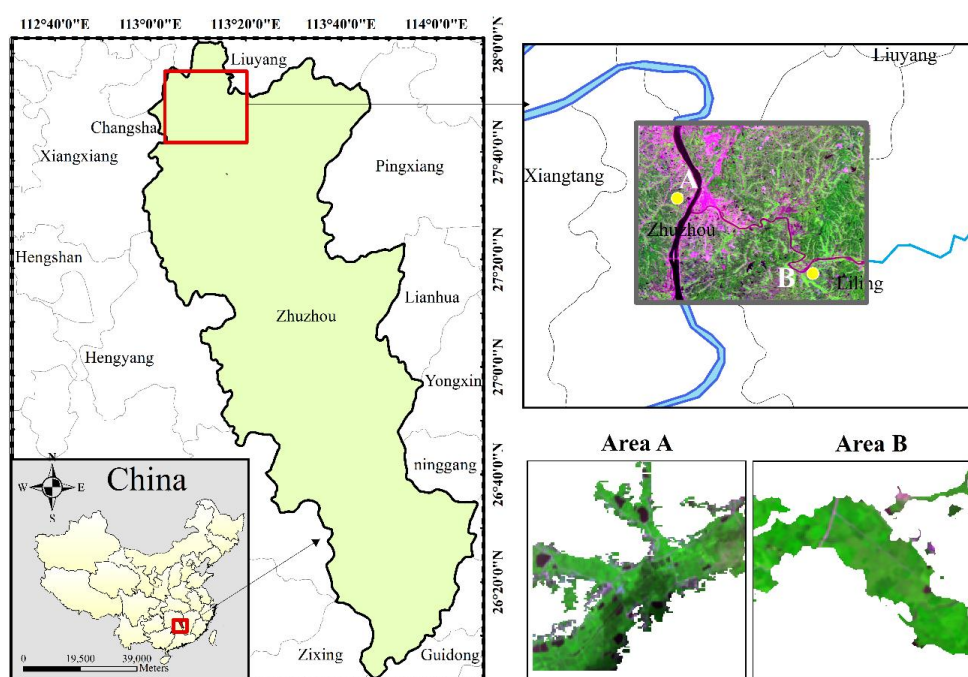 112°40'0"E 113°0'0"E 113°20'0"E 113°40'0"E 114°0'0"E
28°0'0"N
27°40'0"N
27°20'0"N
27°0'0"N
26°40'0"N
26°20'0"N
Liuyang
Changsha
Xiangxiang
Pingxiang
Hengshan
Lianhua
Zhuzhou
Hengyang
Yongxin
ninggang
Zixing
Guidong
N
W E
S
China
0 19,500 39,000
Meters
Liuyang
Xiangtang
A
Zhuzhou
B
Liling
Area A
Area B